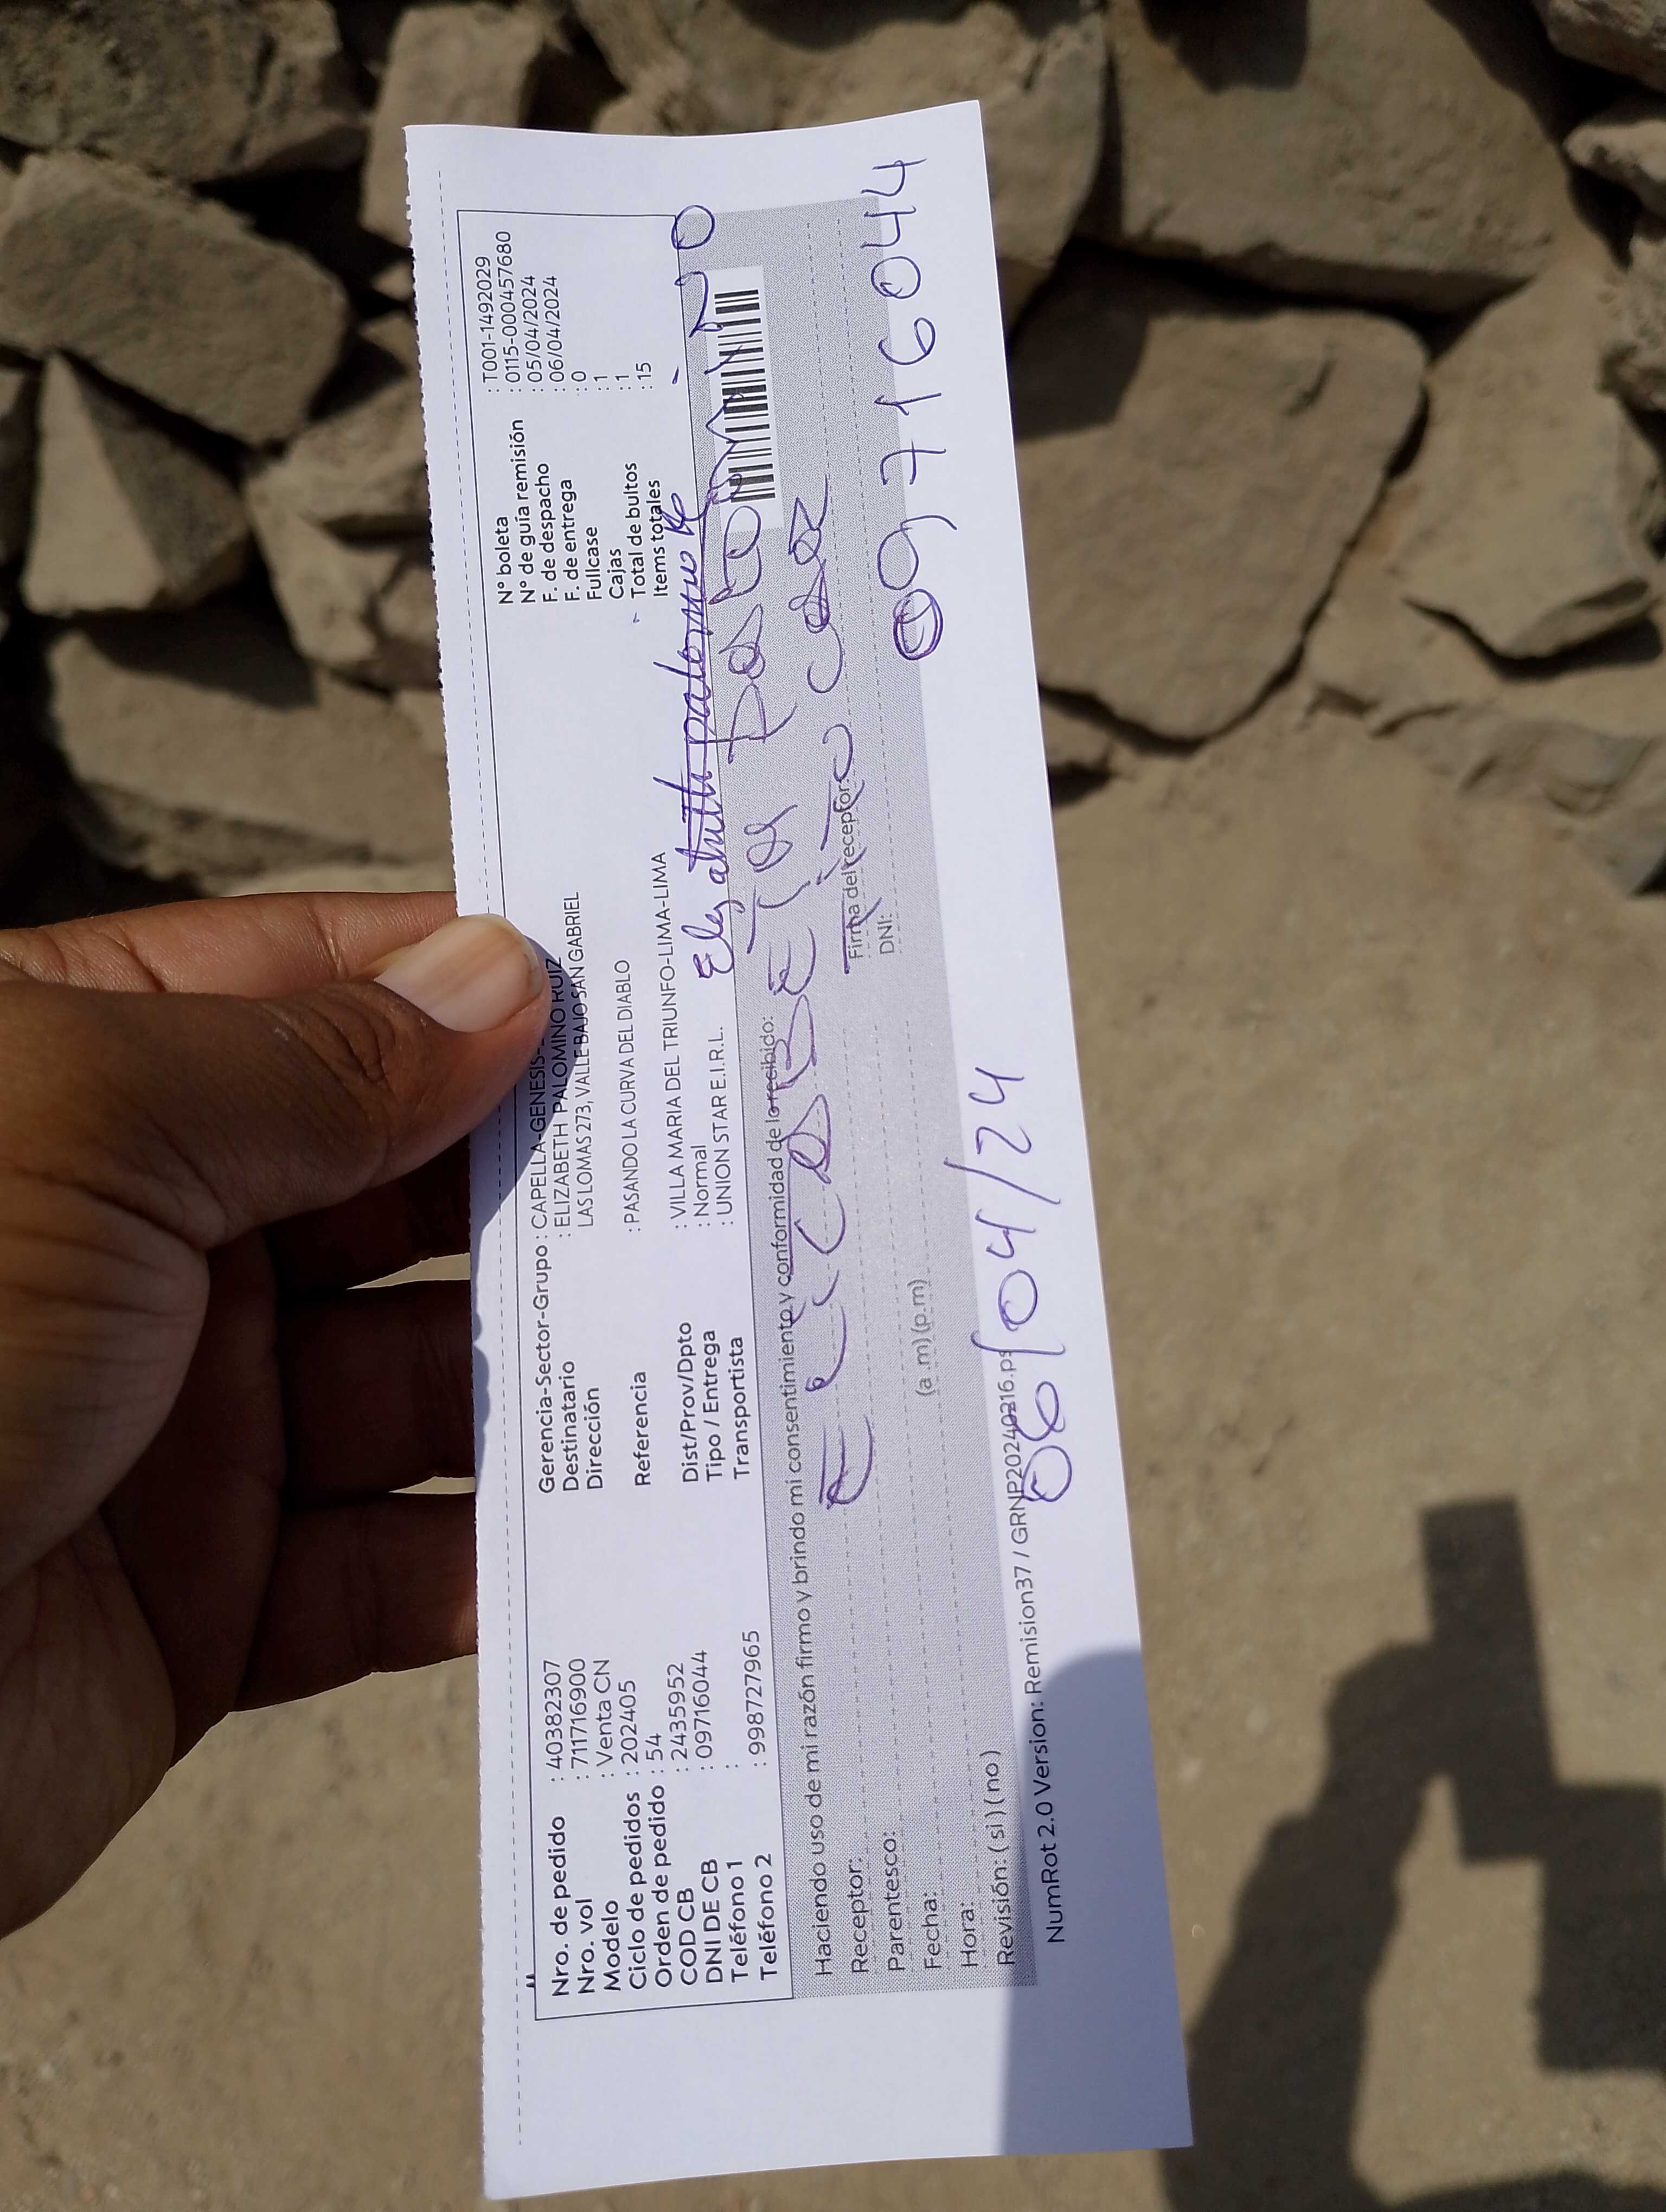 Nro. de pedido : 40382307
Nro. vol : 711716900
Modelo : Venta CN
Ciclo de pedidos : 202405
Orden de pedido : 54
COD CB : 2435952
DNI DE CB : 09716044
Teléfono 1 :
Teléfono 2 : 998727965
Gerencia-Sector-Grupo : CAPELLA-GENESIS-
Destinatario : ELIZABETH PALOMINO RUIZ
Dirección LAS LOMAS 273, VALLE BAJO SAN GABRIEL
Referencia : PASANDO LA CURVA DEL DIABLO
Dist/Prov/Dpto : VILLA MARIA DEL TRIUNFO-LIMA-LIMA
Tipo / Entrega : Normal
Transportista : UNION STAR E.I.R.L.
N° boleta : T001-1492029
N° de guía remisión : 0115-000457680
F. de despacho : 05/04/2024
F. de entrega : 06/04/2024
Fullcase : 0
Cajas : 1
Total de bultos : 1
Items totales : 15
Haciendo uso de mi razón firmo y brindo mi consentimiento y conformidad de lo recibido:
Receptor:
Parentesco:
Fecha:
Hora: (a .m) (p.m)
Revisión: ( si ) ( no )
Firma del receptor:
DNI:
09716044
06/04/24
NumRot 2.0 Version: Remision37 / GRNP20240316.ps